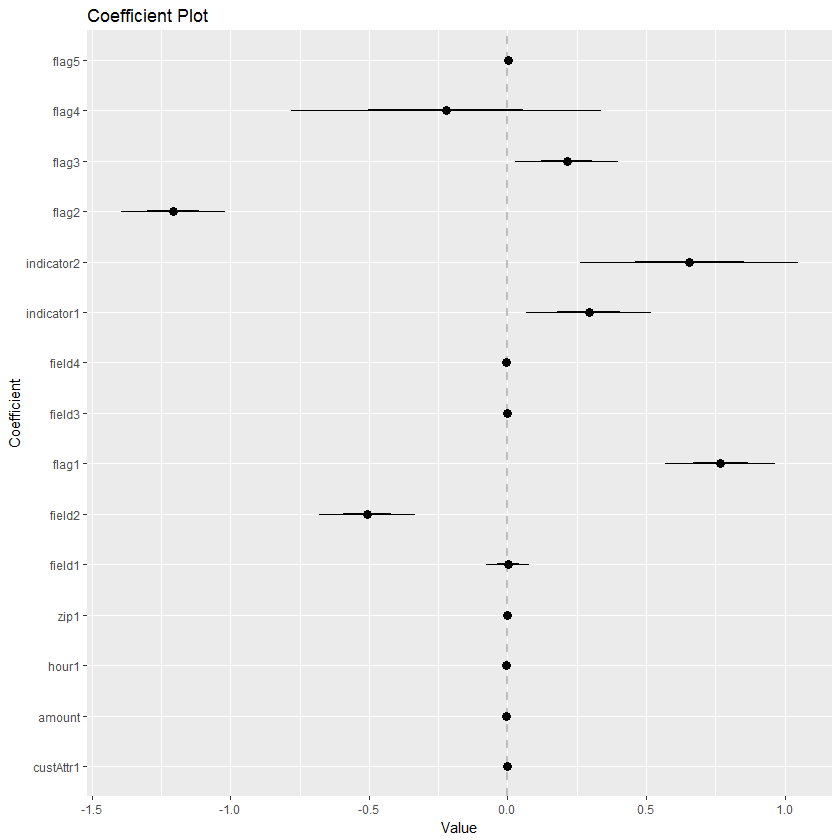 Coefficient Plot
flag5
flag4
flag3
flag2
indicator2
indicator1
field4
field3
flag1
field2
field1
zip1
hour1
amount
custAttr1
Coefficient
-1.5 -1.0 -0.5 0.0 0.5 1.0
Value